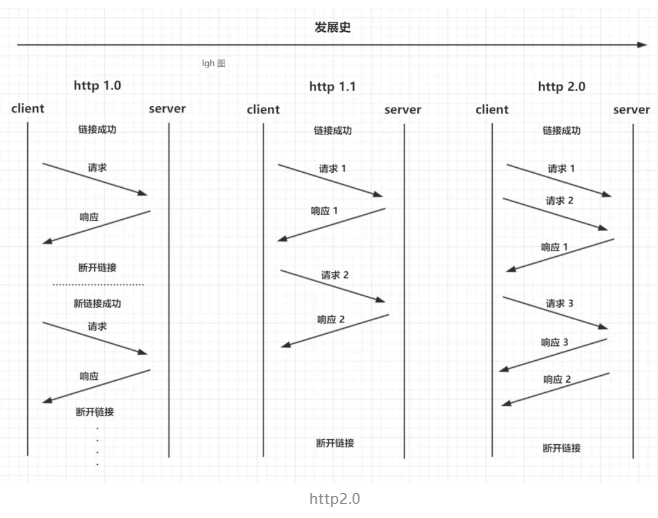 发展史
lgh 图
http 1.0
client
server
链接成功
请求
响应
断开链接
新链接成功
请求
响应
断开链接
http 1.1
client
server
链接成功
请求 1
响应 1
请求 2
响应 2
断开链接
http 2.0
client
server
链接成功
请求 1
请求 2
响应 1
请求 3
响应 3
响应 2
断开链接
http2.0